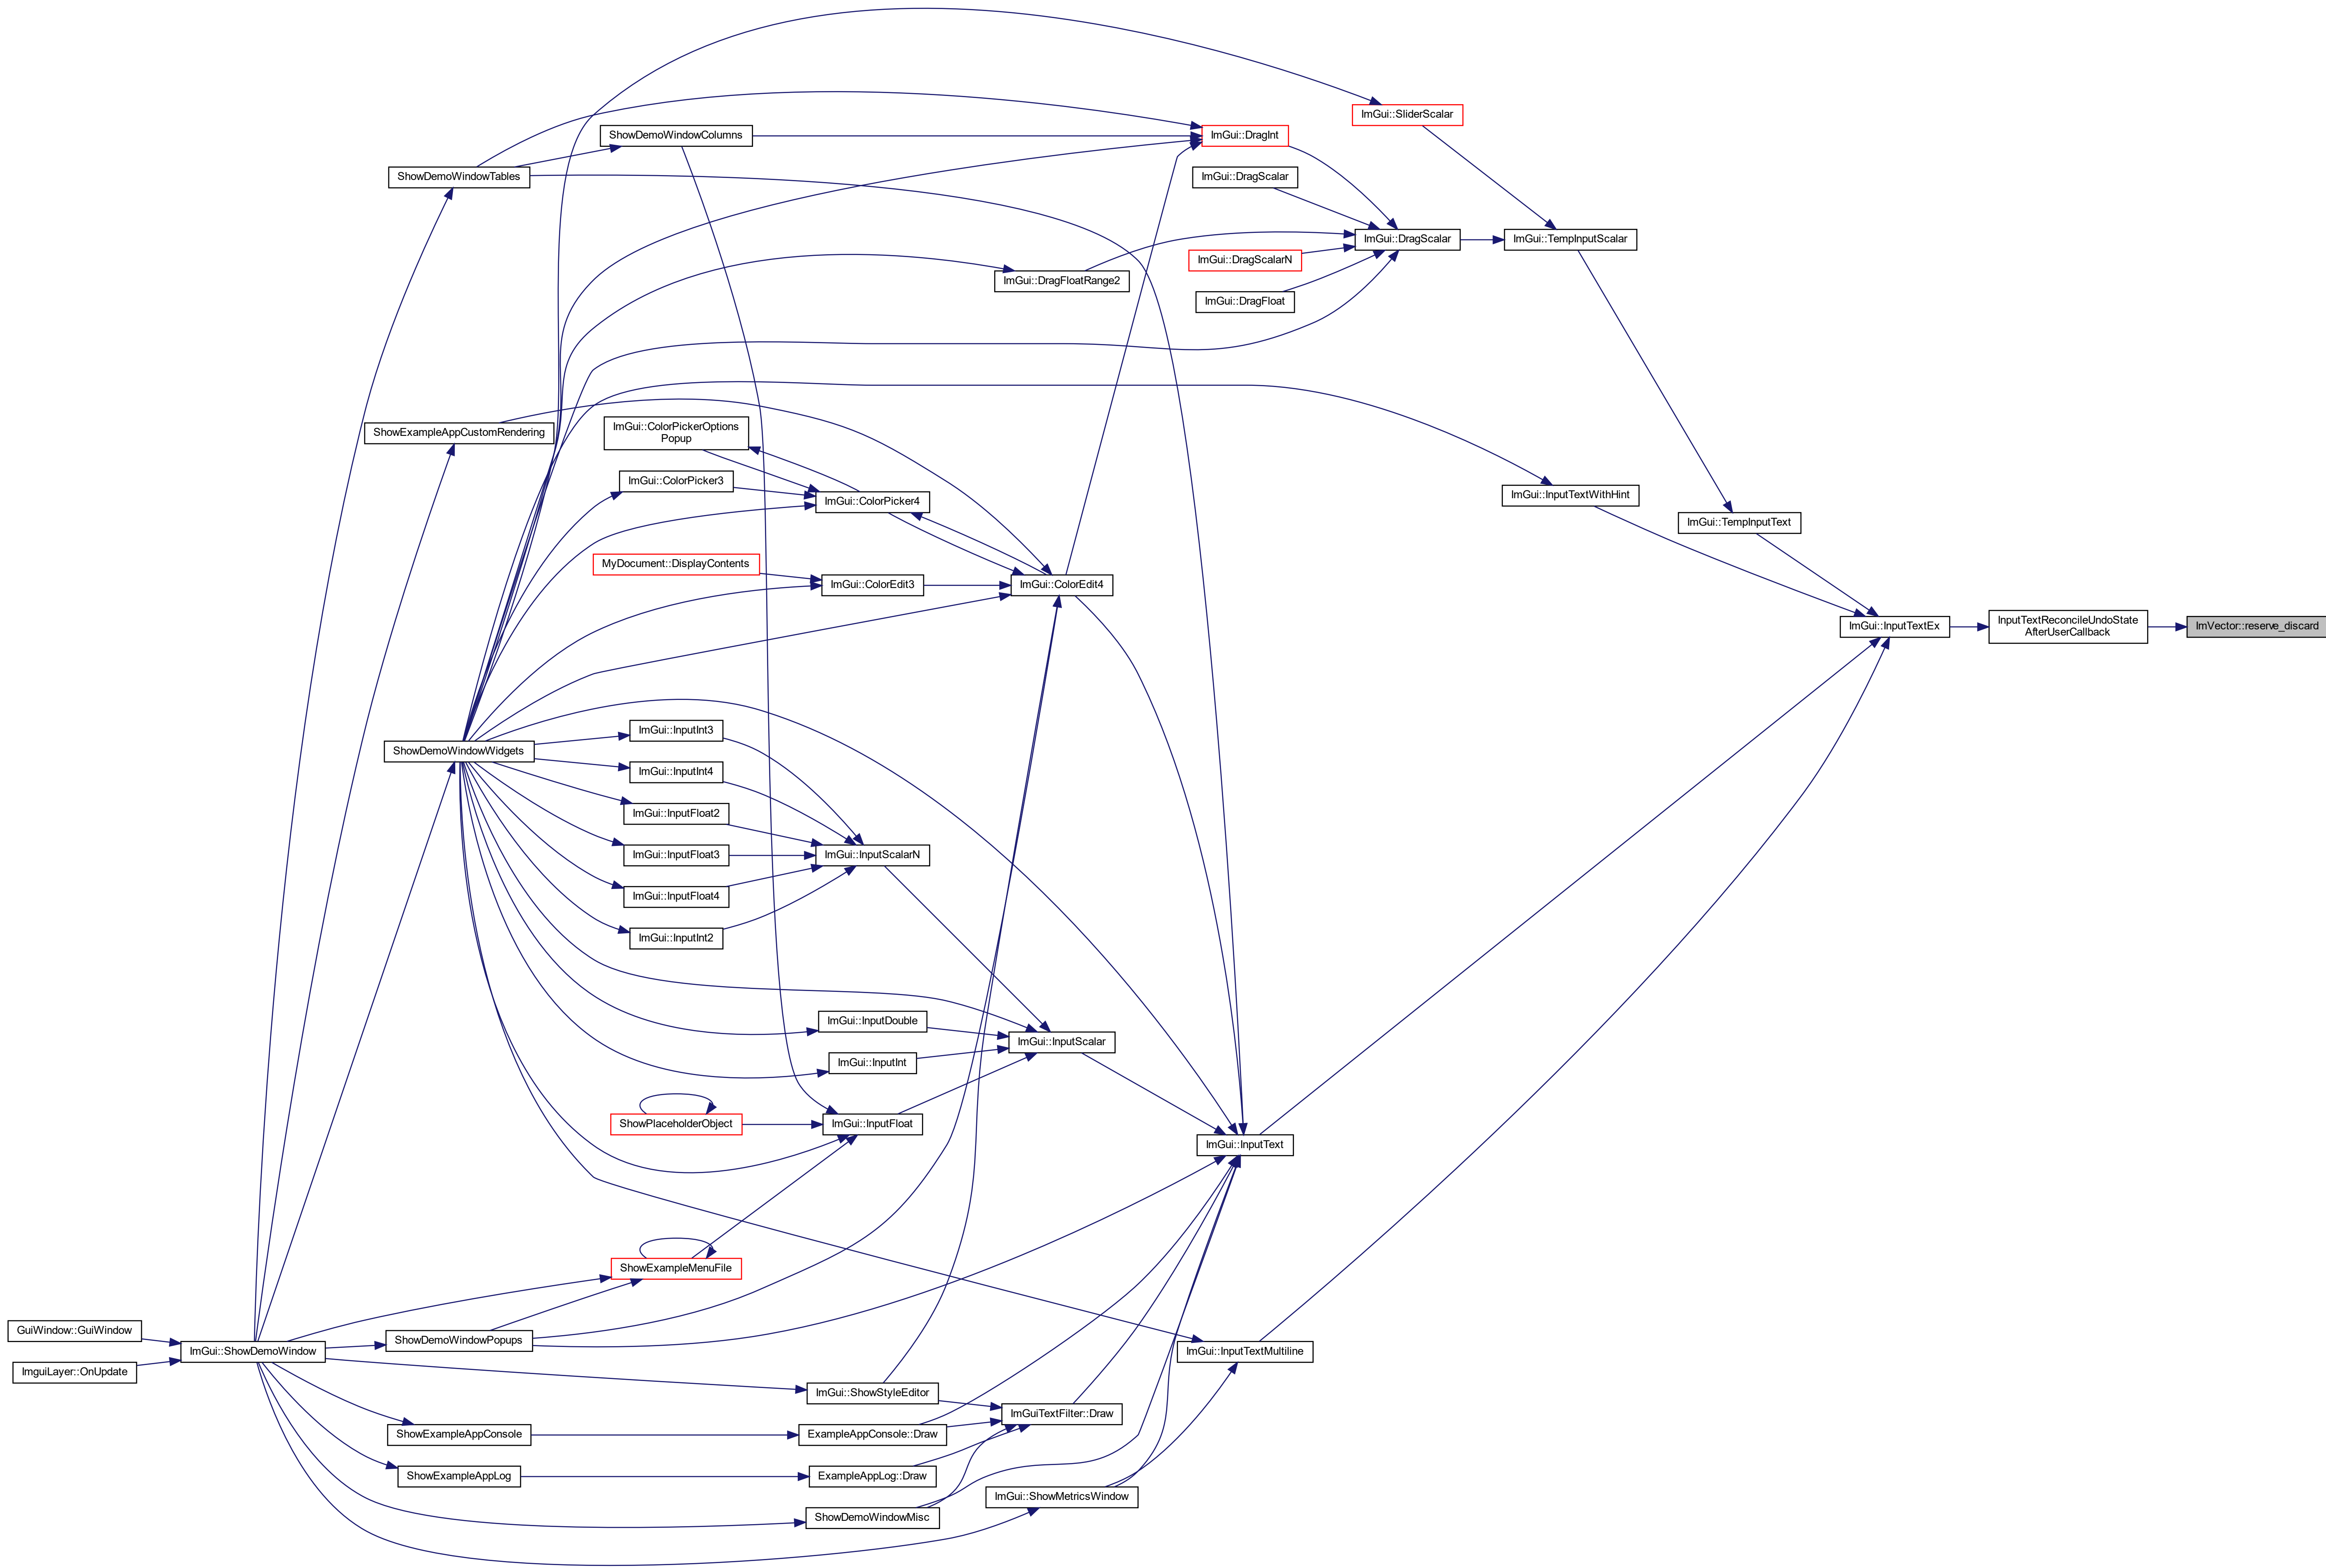 ImGui::SliderScalar
ShowDemoWindowColumns
ImGui::DragInt
ShowDemoWindowTables
ImGui::DragScalar
ImGui::DragScalar
ImGui::TempInputScalar
ImGui::DragScalarN
ImGui::DragFloatRange2
ImGui::DragFloat
ShowExampleAppCustomRendering
ImGui::ColorPickerOptions
Popup
ImGui::ColorPicker3
ImGui::ColorPicker4
ImGui::InputTextWithHint
ImGui::TempInputText
MyDocument::DisplayContents
ImGui::ColorEdit3
ImGui::ColorEdit4
ImGui::InputTextEx
InputTextReconcileUndoState
AfterUserCallback
ImVector::reserve_discard
ImGui::InputInt3
ShowDemoWindowWidgets
ImGui::InputInt4
ImGui::InputFloat2
ImGui::InputFloat3
ImGui::InputScalarN
ImGui::InputFloat4
ImGui::InputInt2
ImGui::InputDouble
ImGui::InputScalar
ImGui::InputInt
ShowPlaceholderObject
ImGui::InputFloat
ImGui::InputText
ShowExampleMenuFile
GuiWindow::GuiWindow
ShowDemoWindowPopups
ImGui::ShowDemoWindow
ImGui::InputTextMultiline
ImguiLayer::OnUpdate
ImGui::ShowStyleEditor
ImGuiTextFilter::Draw
ShowExampleAppConsole
ExampleAppConsole::Draw
ShowExampleAppLog
ExampleAppLog::Draw
ImGui::ShowMetricsWindow
ShowDemoWindowMisc